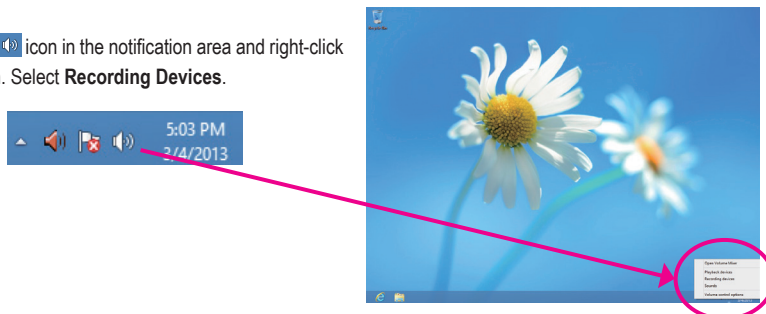 icon in the notification area and right-click
. Select Recording Devices.
5:03 PM
3/4/2013
Open Volume Mixer
Playback devices
Recording devices
Sounds
Volume control options